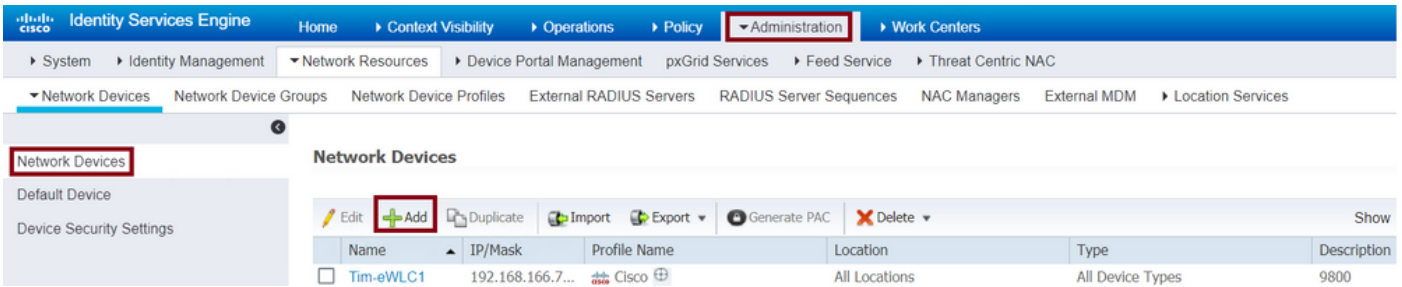 cisco Identity Services Engine Home Context Visibility Operations Policy Administration Work Centers
System Identity Management Network Resources Device Portal Management pxGrid Services Feed Service Threat Centric NAC
Network Devices Network Device Groups Network Device Profiles External RADIUS Servers RADIUS Server Sequences NAC Managers External MDM Location Services
Network Devices
Default Device
Device Security Settings
Network Devices
Edit Add Duplicate Import Export Generate PAC Delete Show
Name IP/Mask Profile Name Location Type Description
Tim-eWLC1 192.168.166.7... cisco Cisco All Locations All Device Types 9800